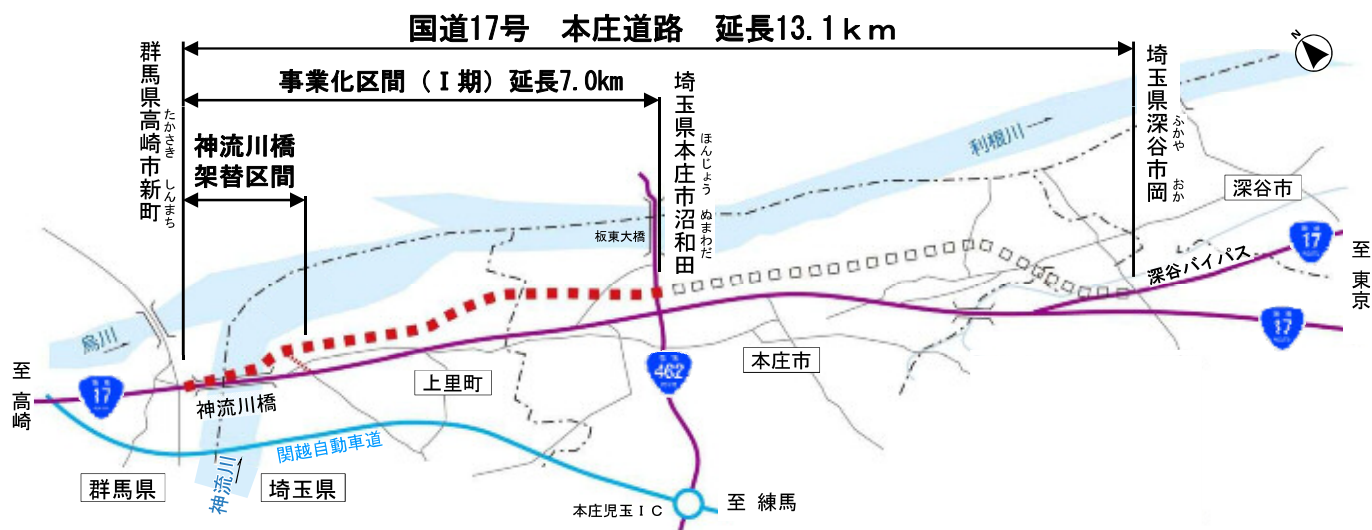 国道17号　本庄道路　延長13.1ｋｍ
事業化区間（Ⅰ期）延長7.0km
神流川橋
架替区間
群馬県高崎市新町
たかさき
しんまち
埼玉県本庄市沼和田
ほんじょう
ぬまわだ
埼玉県深谷市岡
ふかや
おか
N
利根川
深谷市
板東大橋
深谷バイパス
17
至 東京
烏川
17
本庄市
462
上里町
至 高崎
17
神流川橋
関越自動車道
神流川
群馬県
埼玉県
本庄児玉ＩＣ
至 練馬